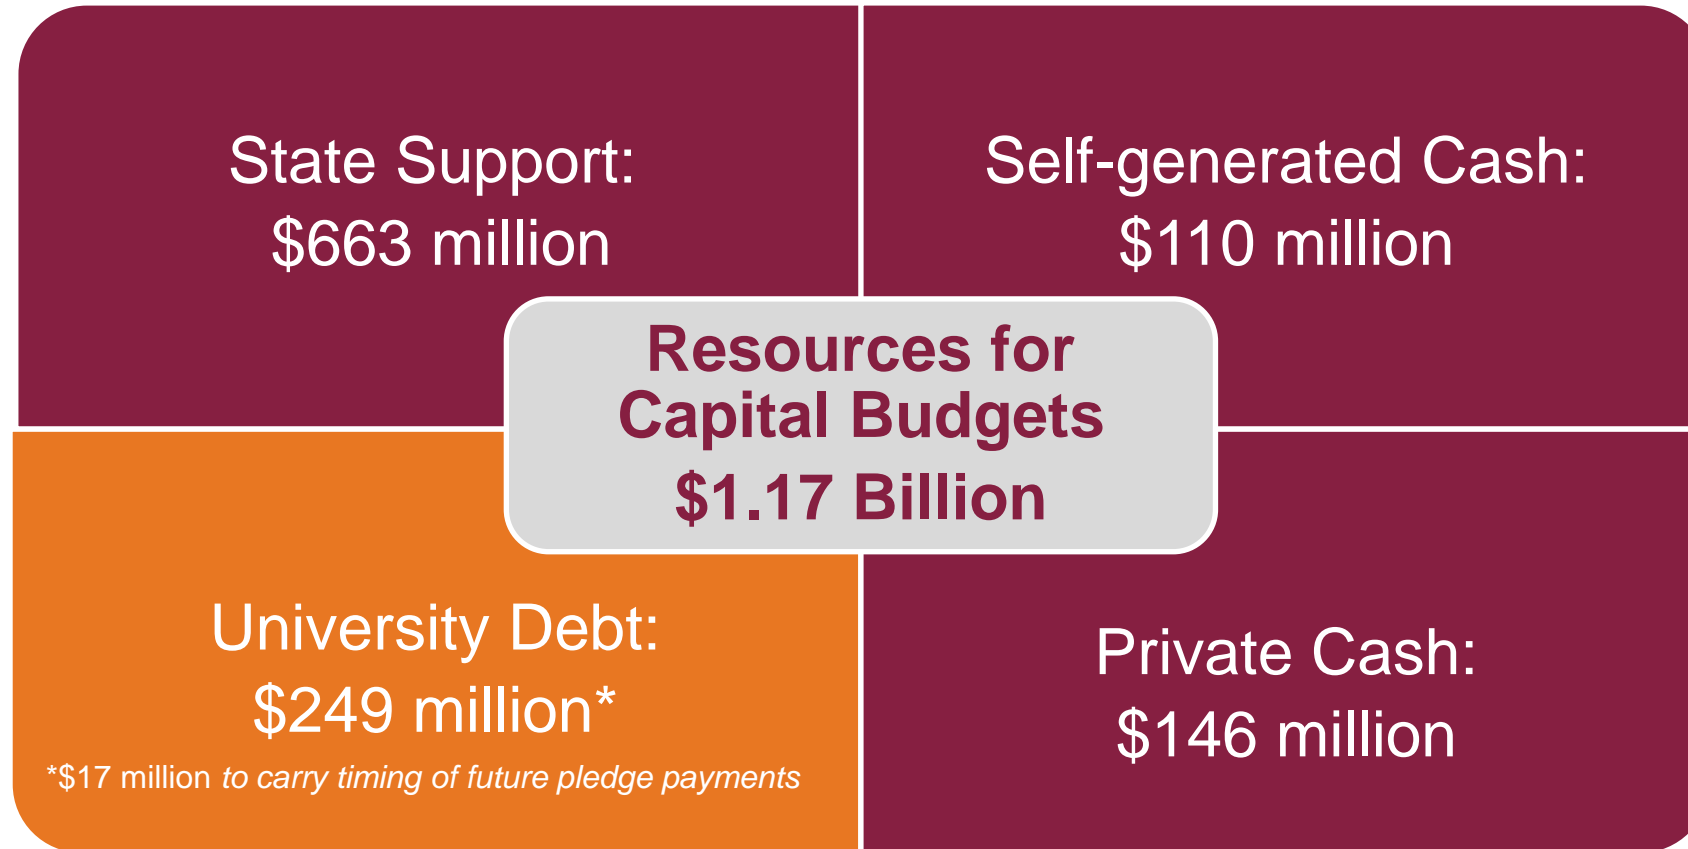 State Support:
$663 million
Self-generated Cash:
$110 million
Resources for
Capital Budgets
$1.17 Billion
University Debt:
$249 million*
*$17 million to carry timing of future pledge payments
Private Cash:
$146 million